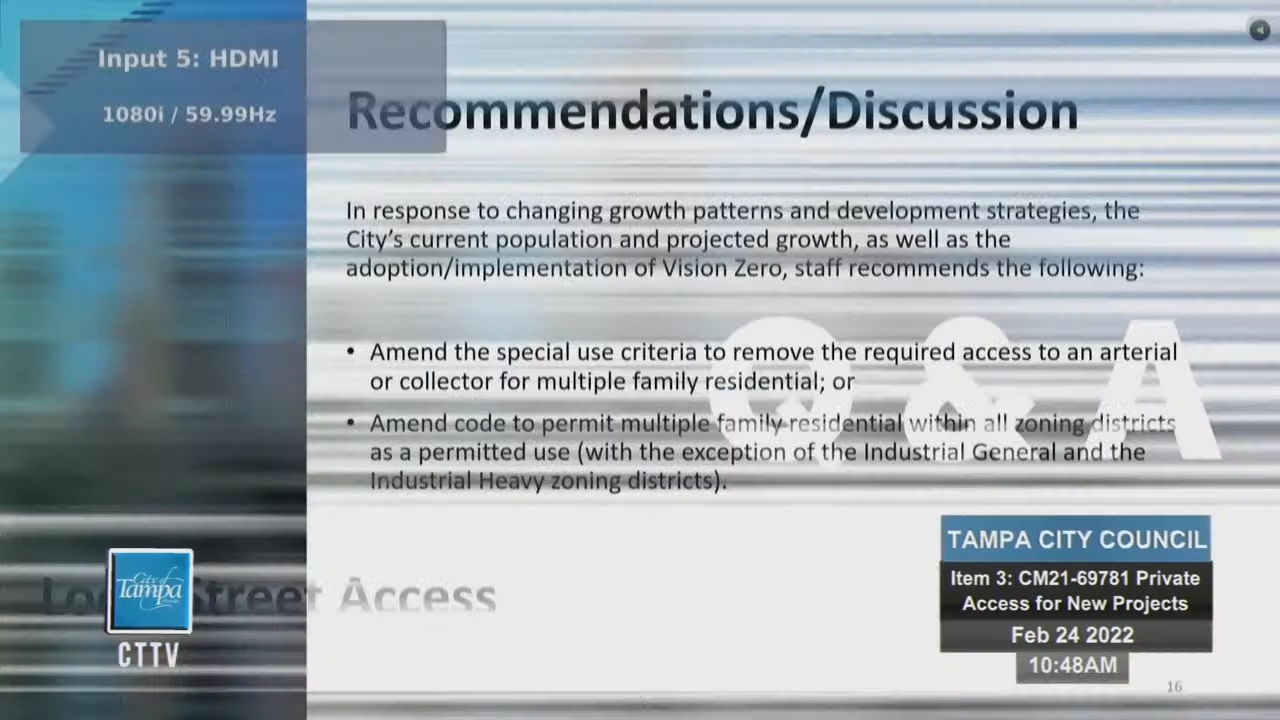 Input 5: HDMI
1080i / 59.99Hz
Recommendations/Discussion
In response to changing growth patterns and development strategies, the
City's current population and projected growth, as well as the
adoption/implementation of Vision Zero, staff recommends the following:
• Amend the special use criteria to remove the required access to an arterial
or collector for multiple family residential; or
• Amend code to permit multiple family residential within all zoning districts
as a permitted use (with the exception of the Industrial General and the
Industrial Heavy zoning districts).
Q & A
Street Access
City of
Tampa
CTTV
TAMPA CITY COUNCIL
Item 3: CM21-69781 Private
Access for New Projects
Feb 24 2022
10:48AM
16